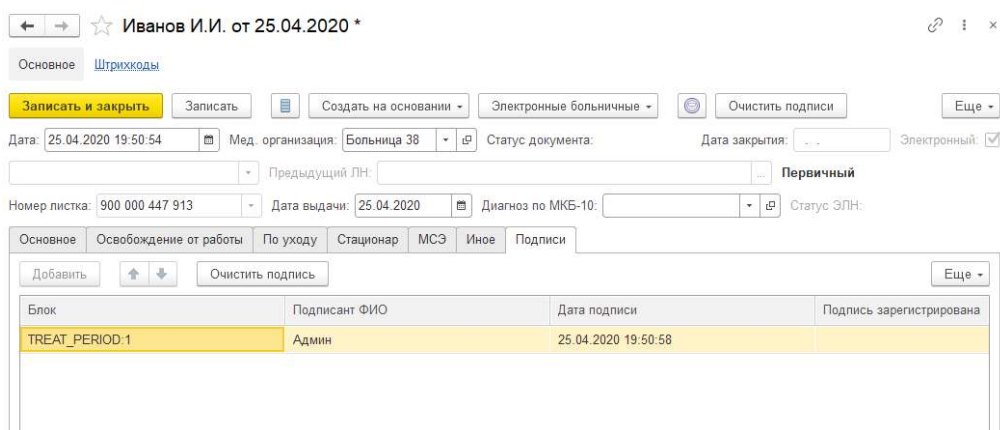 Иванов И.И. от 25.04.2020 *
Основное Штрихкоды
Записать и закрыть Записать Создать на основании Электронные больничные Очистить подписи Еще
Дата: 25.04.2020 19:50:54 Мед. организация: Больница 38 Статус документа: Дата закрытия: . . Электронный:
Предыдущий ЛН: ... Первичный
Номер листка: 900 000 447 913 Дата выдачи: 25.04.2020 Диагноз по МКБ-10: Статус ЭЛН:
Основное Освобождение от работы По уходу Стационар МСЭ Иное Подписи
Добавить Очистить подпись Еще
Блок Подписант ФИО Дата подписи Подпись зарегистрирована
TREAT_PERIOD:1 Админ 25.04.2020 19:50:58